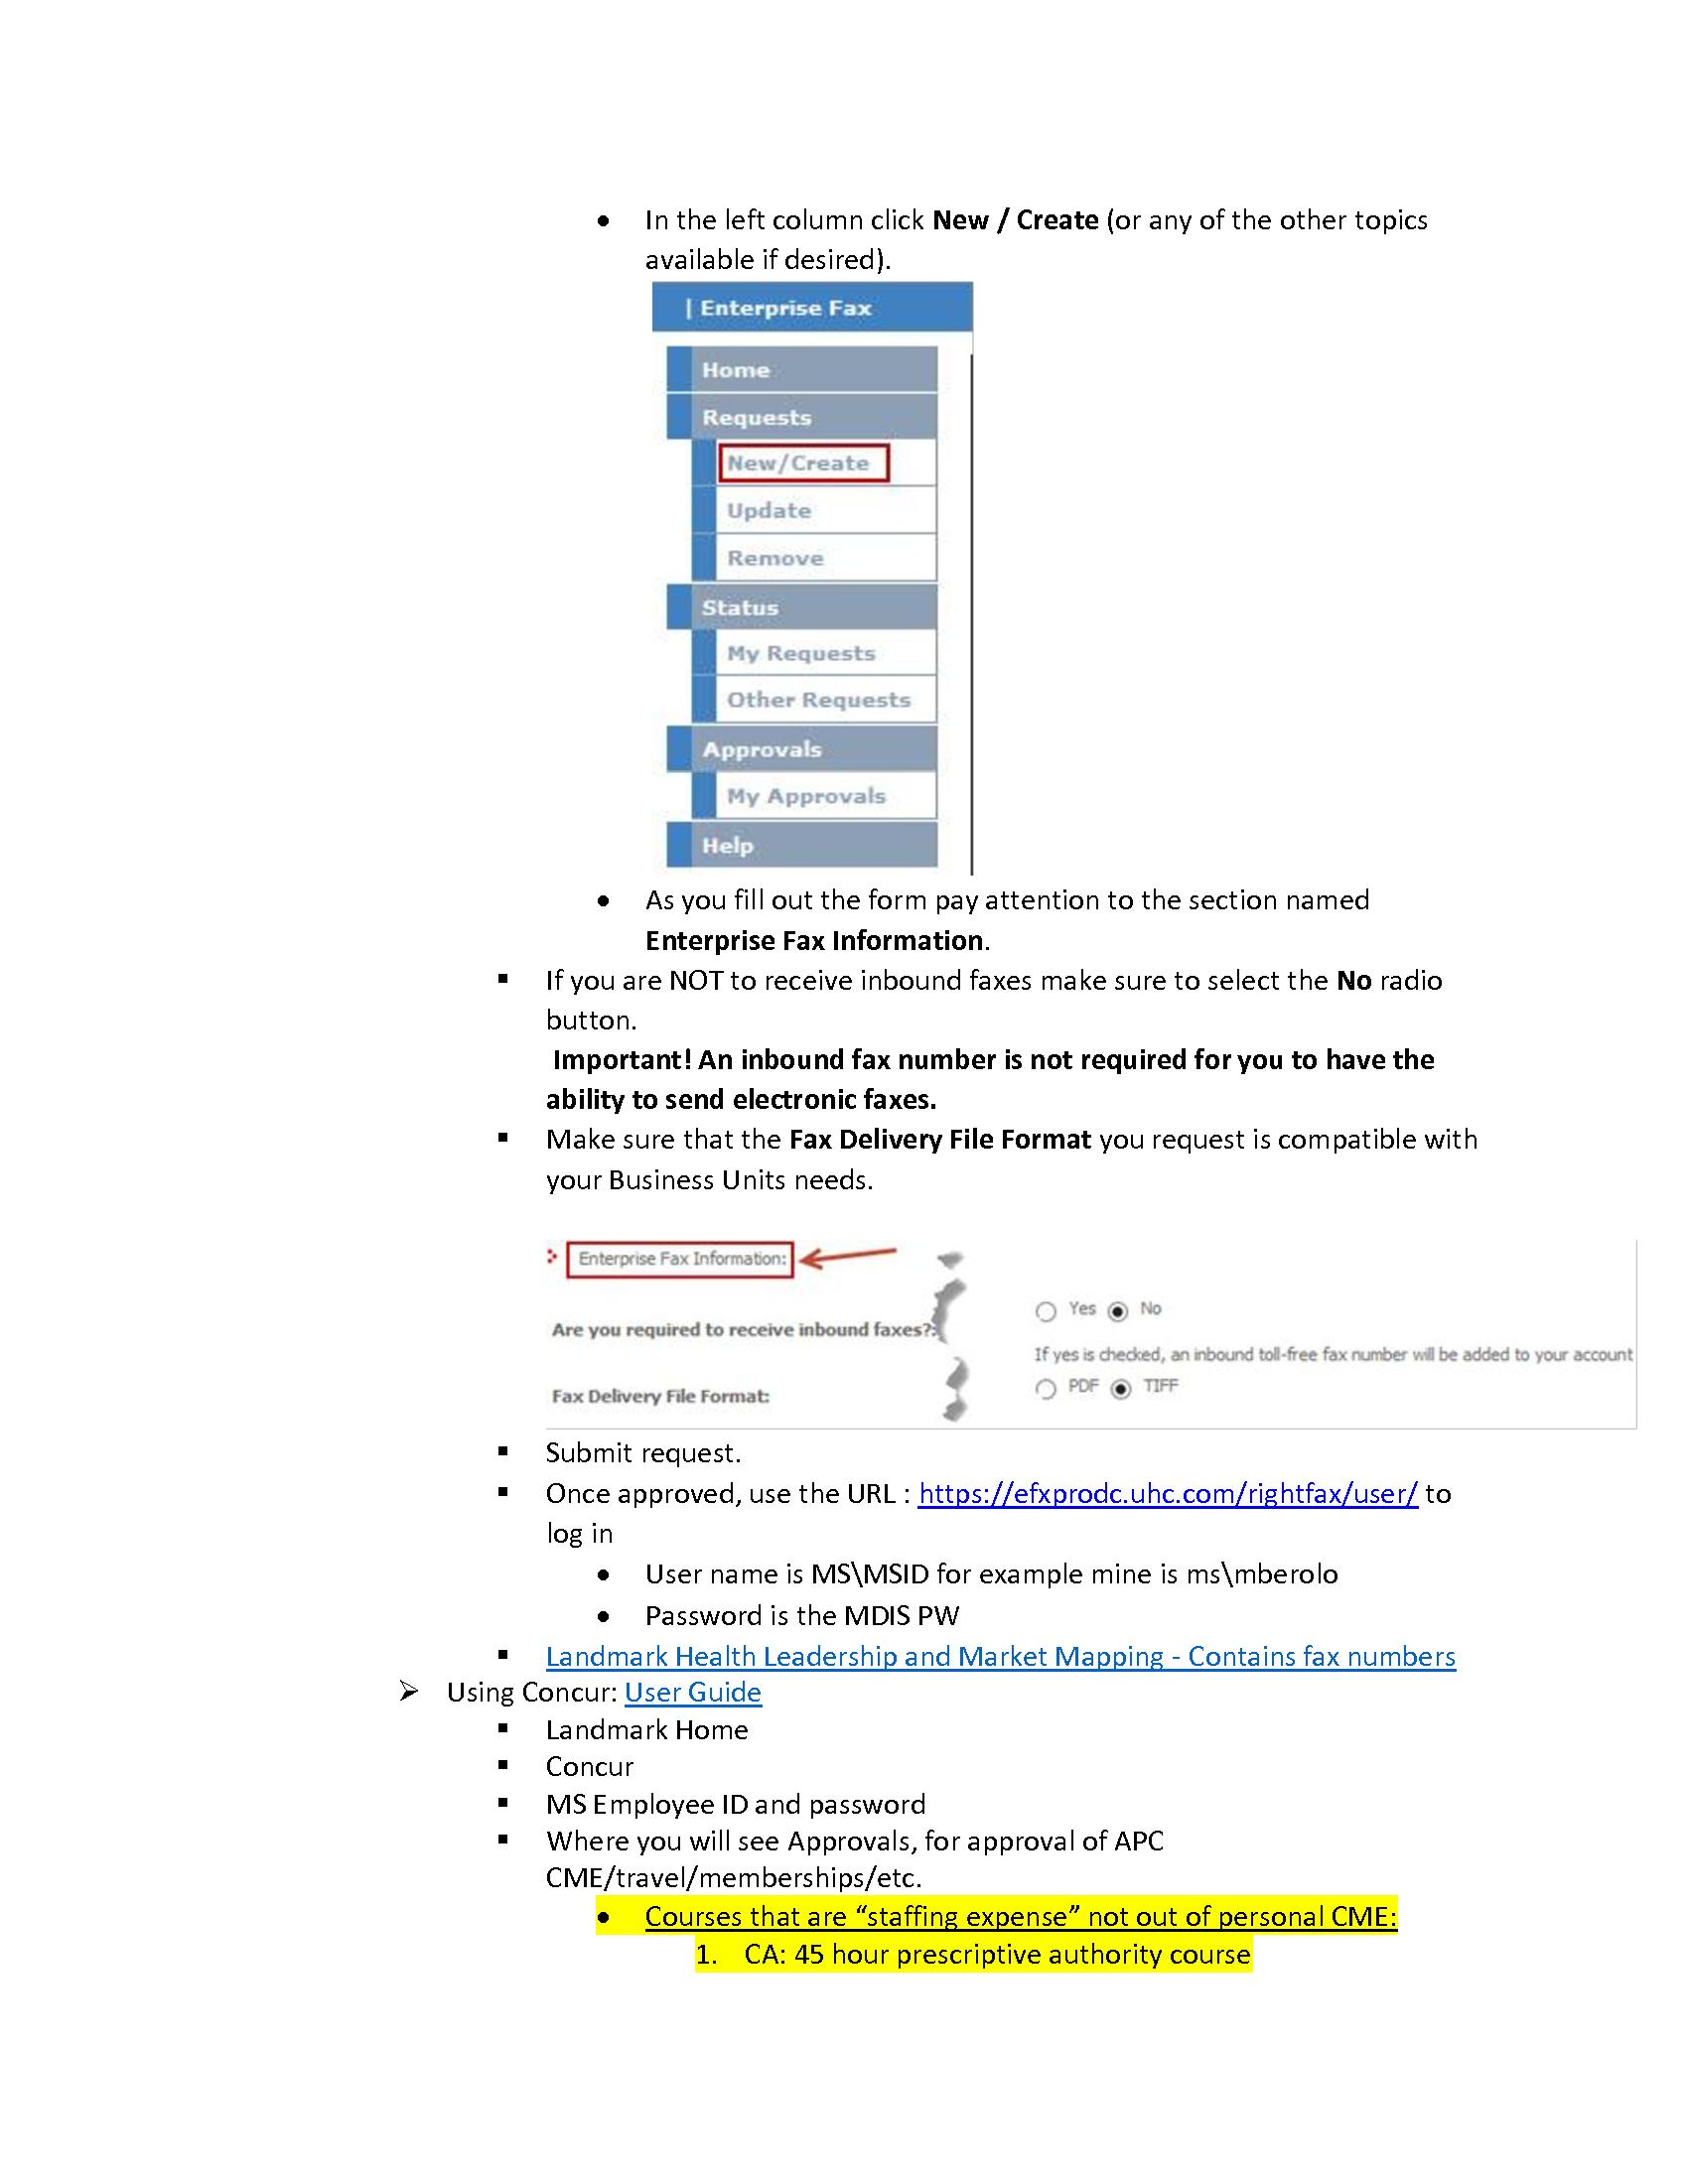 • In the left column click New / Create (or any of the other topics
available if desired).
| Enterprise Fax
Home
Requests
New/Create
Update
Remove
Status
My Requests
Other Requests
Approvals
My Approvals
Help
• As you fill out the form pay attention to the section named
Enterprise Fax Information.
▪ If you are NOT to receive inbound faxes make sure to select the No radio
button.
Important! An inbound fax number is not required for you to have the
ability to send electronic faxes.
▪ Make sure that the Fax Delivery File Format you request is compatible with
your Business Units needs.
Enterprise Fax Information:
Yes No
Are you required to receive inbound faxes?:
If yes is checked, an inbound toll-free fax number will be added to your account
Fax Delivery File Format:
PDF TIFF
▪ Submit request.
▪ Once approved, use the URL : https://efxprodc.uhc.com/rightfax/user/ to
log in
• User name is MS\MSID for example mine is ms\mberolo
• Password is the MDIS PW
▪ Landmark Health Leadership and Market Mapping - Contains fax numbers
➢ Using Concur: User Guide
▪ Landmark Home
▪ Concur
▪ MS Employee ID and password
▪ Where you will see Approvals, for approval of APC
CME/travel/memberships/etc.
• Courses that are “staffing expense” not out of personal CME:
1. CA: 45 hour prescriptive authority course